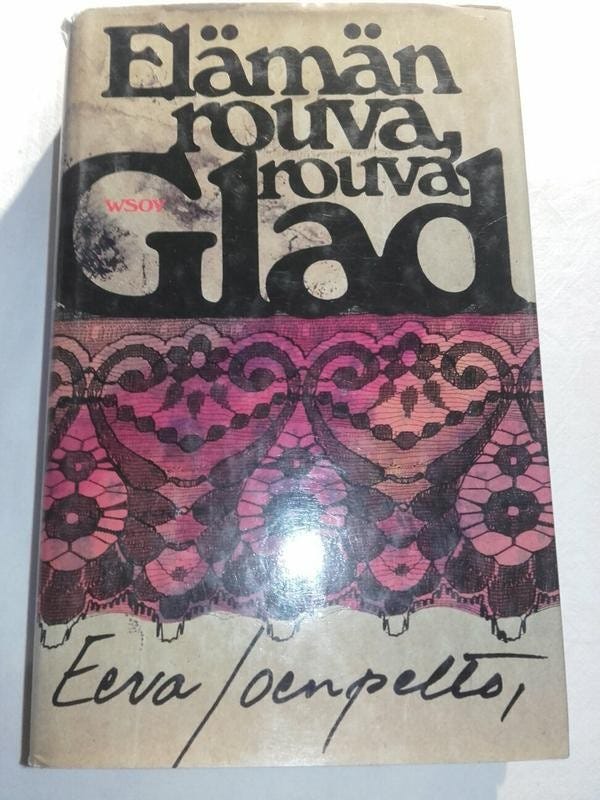 Elämän
rouva,
rouva
Glad
WSOY
Eeva Joenpelto,